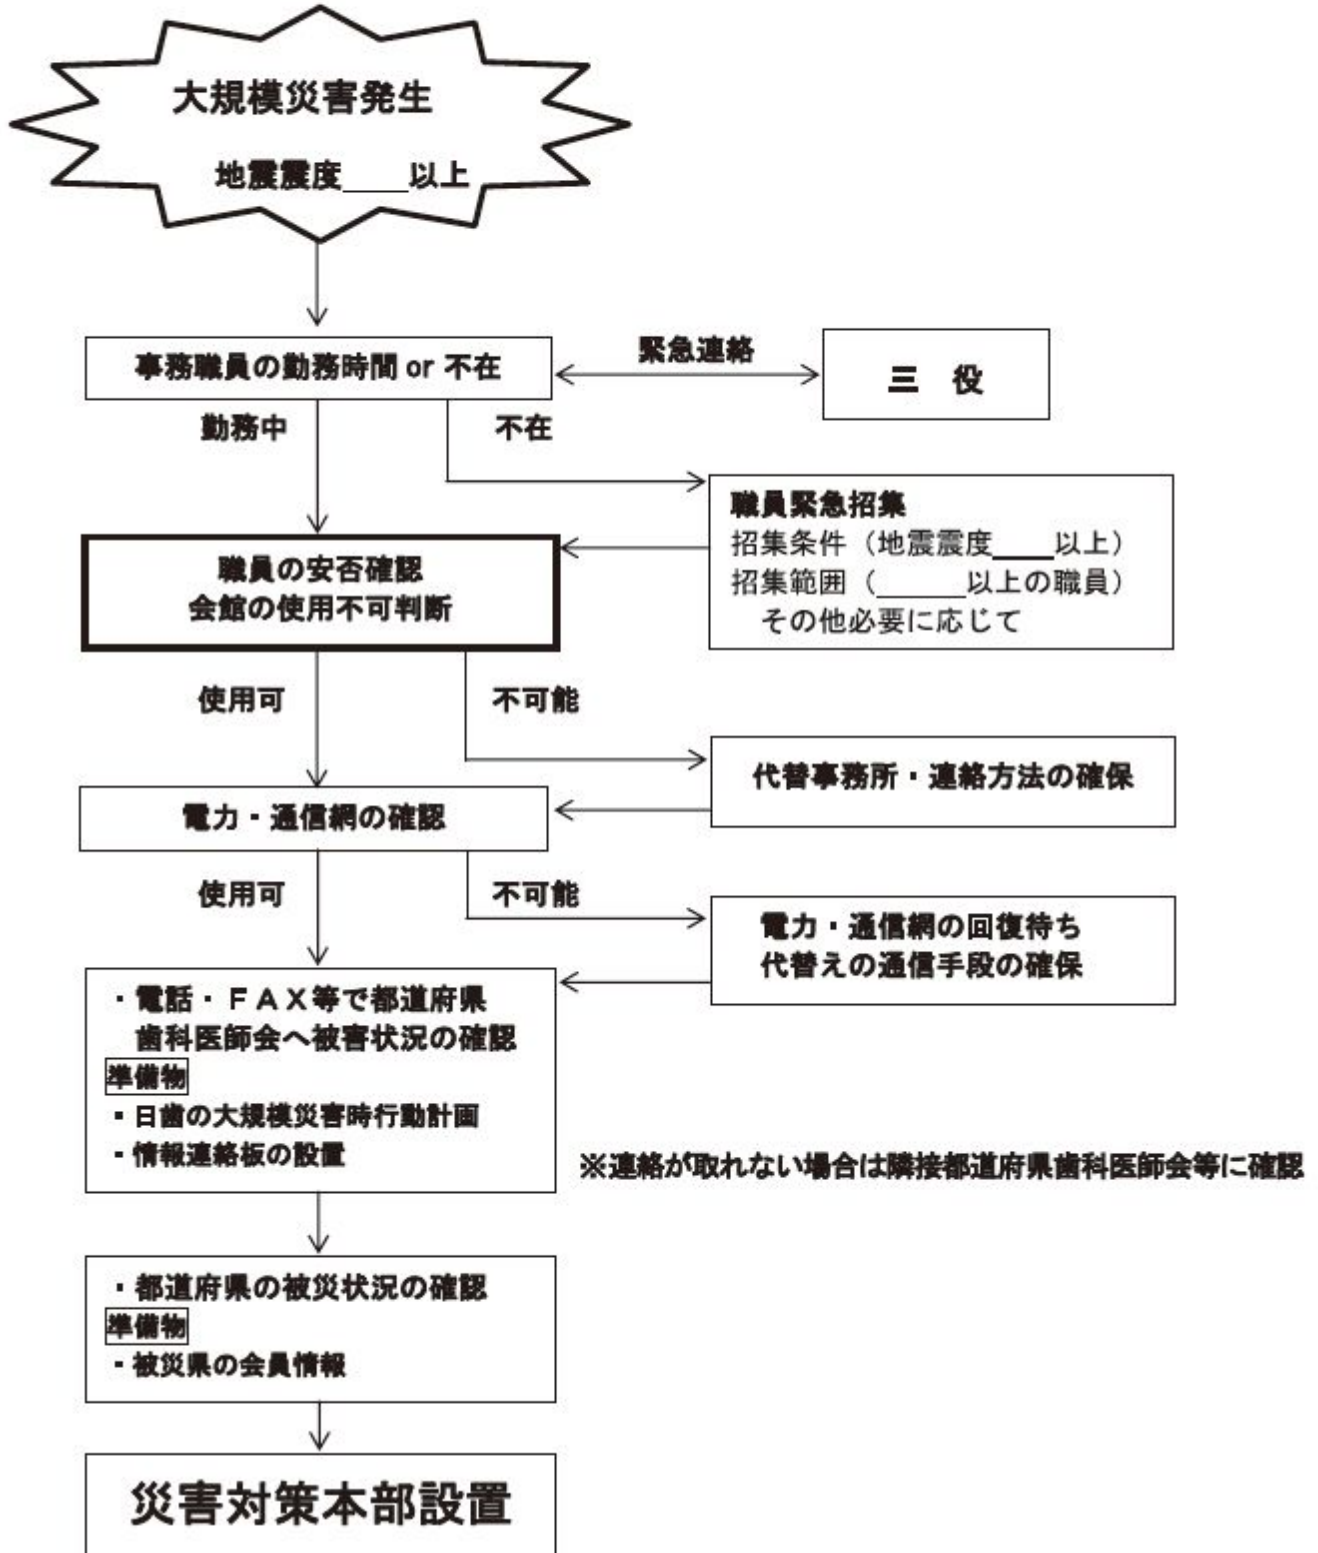 大規模災害発生
地震震度____以上
事務職員の勤務時間 or 不在
緊急連絡
三 役
勤務中
不在
職員緊急招集
招集条件（地震震度____以上）
招集範囲（______以上の職員）
その他必要に応じて
職員の安否確認
会館の使用不可判断
使用可
不可能
代替事務所・連絡方法の確保
電力・通信網の確認
使用可
不可能
電力・通信網の回復待ち
代替えの通信手段の確保
・電話・ＦＡＸ等で都道府県
歯科医師会へ被害状況の確認
準備物
・日歯の大規模災害時行動計画
・情報連絡板の設置
※連絡が取れない場合は隣接都道府県歯科医師会等に確認
・都道府県の被災状況の確認
準備物
・被災県の会員情報
災害対策本部設置